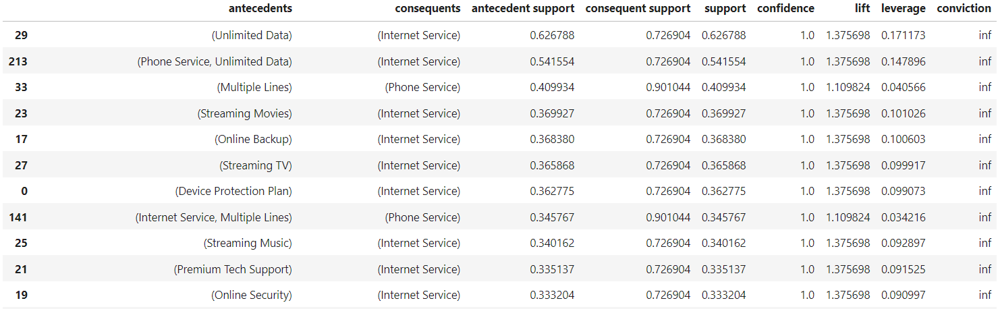 antecedents consequents antecedent support consequent support support confidence lift leverage conviction
29 (Unlimited Data) (Internet Service) 0.626788 0.726904 0.626788 1.0 1.375698 0.171173 inf
213 (Phone Service, Unlimited Data) (Internet Service) 0.541554 0.726904 0.541554 1.0 1.375698 0.147896 inf
33 (Multiple Lines) (Phone Service) 0.409934 0.901044 0.409934 1.0 1.109824 0.040566 inf
23 (Streaming Movies) (Internet Service) 0.369927 0.726904 0.369927 1.0 1.375698 0.101026 inf
17 (Online Backup) (Internet Service) 0.368380 0.726904 0.368380 1.0 1.375698 0.100603 inf
27 (Streaming TV) (Internet Service) 0.365868 0.726904 0.365868 1.0 1.375698 0.099917 inf
0 (Device Protection Plan) (Internet Service) 0.362775 0.726904 0.362775 1.0 1.375698 0.099073 inf
141 (Internet Service, Multiple Lines) (Phone Service) 0.345767 0.901044 0.345767 1.0 1.109824 0.034216 inf
25 (Streaming Music) (Internet Service) 0.340162 0.726904 0.340162 1.0 1.375698 0.092897 inf
21 (Premium Tech Support) (Internet Service) 0.335137 0.726904 0.335137 1.0 1.375698 0.091525 inf
19 (Online Security) (Internet Service) 0.333204 0.726904 0.333204 1.0 1.375698 0.090997 inf